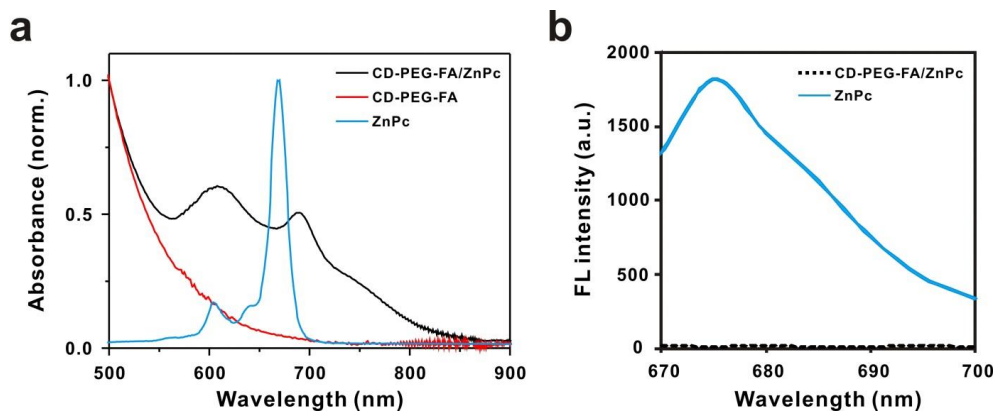 a
b
Absorbance (norm.)
1.0
0.5
0.0
CD-PEG-FA/ZnPc
CD-PEG-FA
ZnPc
500
600
700
800
900
Wavelength (nm)
FL intensity (a.u.)
2000
1500
1000
500
0
CD-PEG-FA/ZnPc
ZnPc
670
680
690
700
Wavelength (nm)